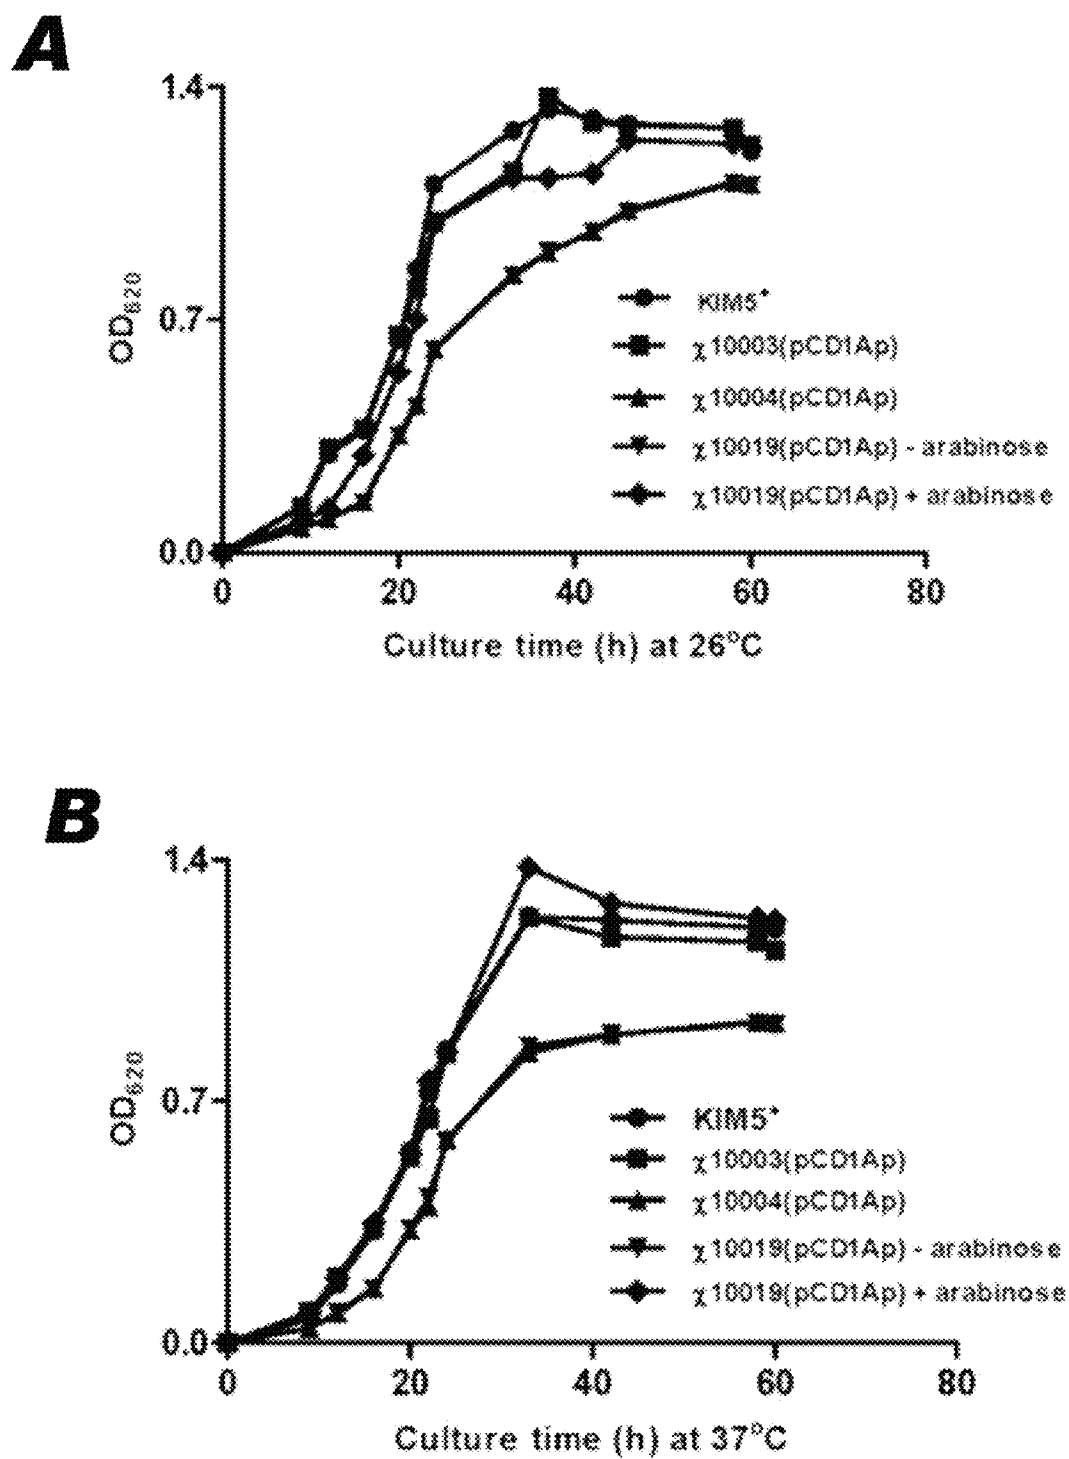 A
1.4
0.7
0.0
OD620
0 20 40 60 80
Culture time (h) at 26°C
KIM5+
χ10003(pCD1Ap)
χ10004(pCD1Ap)
χ10019(pCD1Ap) - arabinose
χ10019(pCD1Ap) + arabinose
B
1.4
0.7
0.0
OD620
0 20 40 60 80
Culture time (h) at 37°C
KIM5+
χ10003(pCD1Ap)
χ10004(pCD1Ap)
χ10019(pCD1Ap) - arabinose
χ10019(pCD1Ap) + arabinose